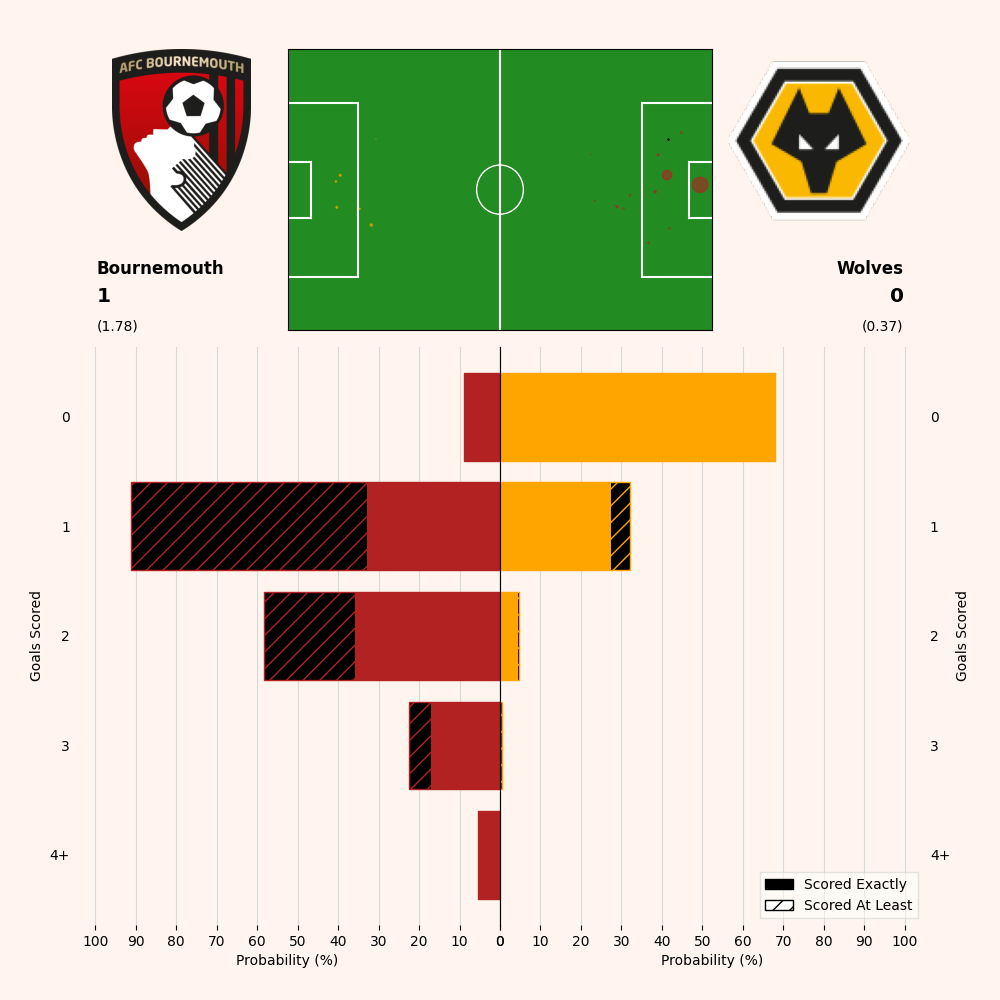 AFC BOURNEMOUTH
Bournemouth
1
(1.78)
Wolves
0
(0.37)
0
1
2
3
4+
Goals Scored
0
1
2
3
4+
Goals Scored
Scored Exactly
Scored At Least
100 90 80 70 60 50 40 30 20 10 0
0 10 20 30 40 50 60 70 80 90 100
Probability (%)
Probability (%)